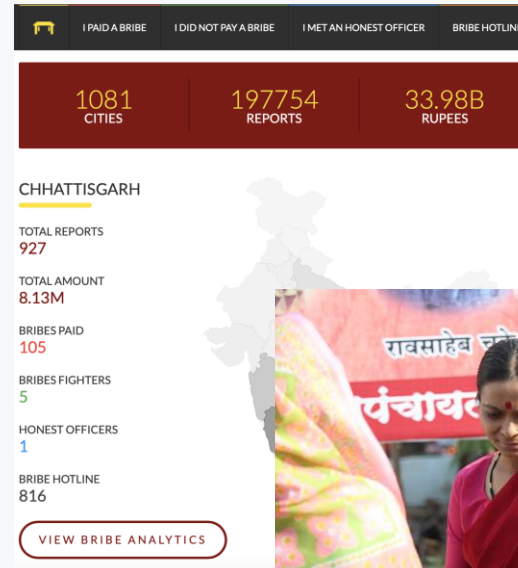 I PAID A BRIBE I DID NOT PAY A BRIBE I MET AN HONEST OFFICER BRIBE HOTLINE
1081 197754 33.98B
CITIES REPORTS RUPEES
CHHATTISGARH
TOTAL REPORTS
927
TOTAL AMOUNT
8.13M
BRIBES PAID
105
BRIBES FIGHTERS
5
HONEST OFFICERS
1
BRIBE HOTLINE
816
VIEW BRIBE ANALYTICS
रावसाहेब